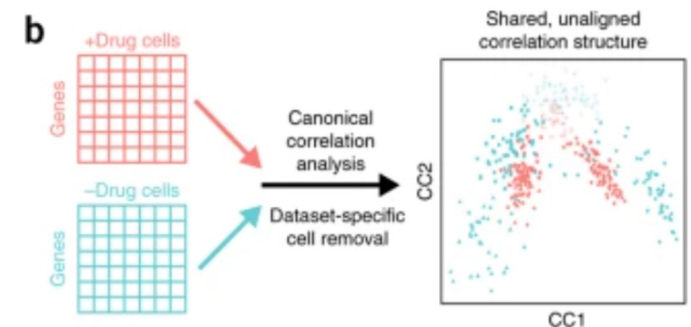 b
+Drug cells
Genes
–Drug cells
Genes
Canonical
correlation
analysis
Dataset-specific
cell removal
Shared, unaligned
correlation structure
CC2
CC1